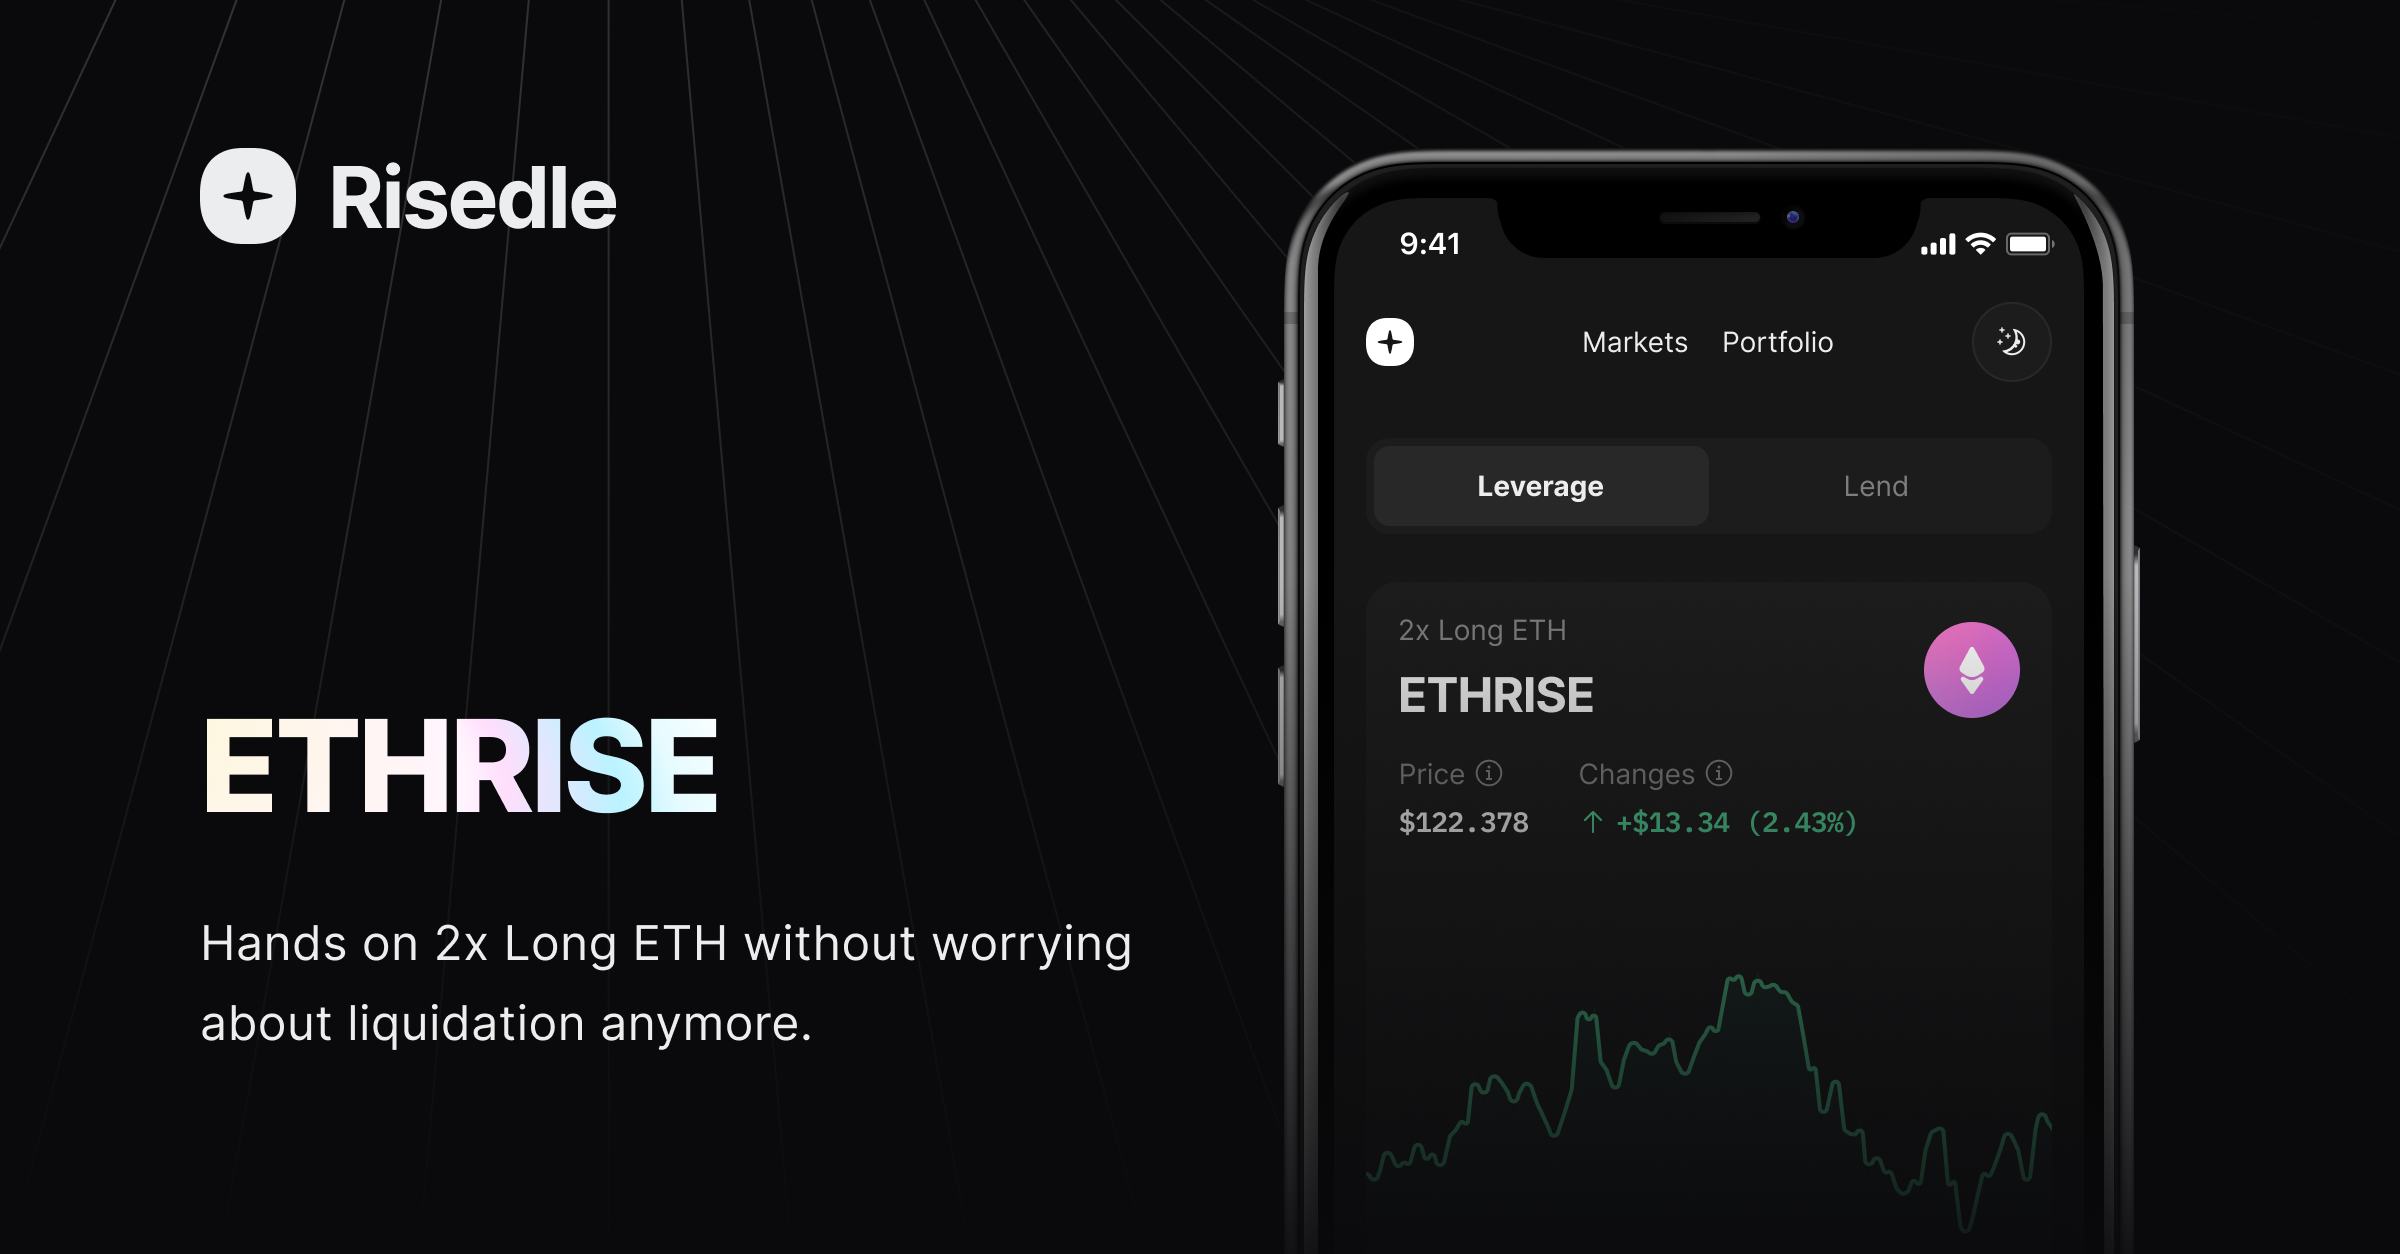 Risedle
ETHRISE
Hands on 2x Long ETH without worrying
about liquidation anymore.
9:41
Markets Portfolio
Leverage Lend
2x Long ETH
ETHRISE
Price Changes
$122.378 ↑ +$13.34 (2.43%)